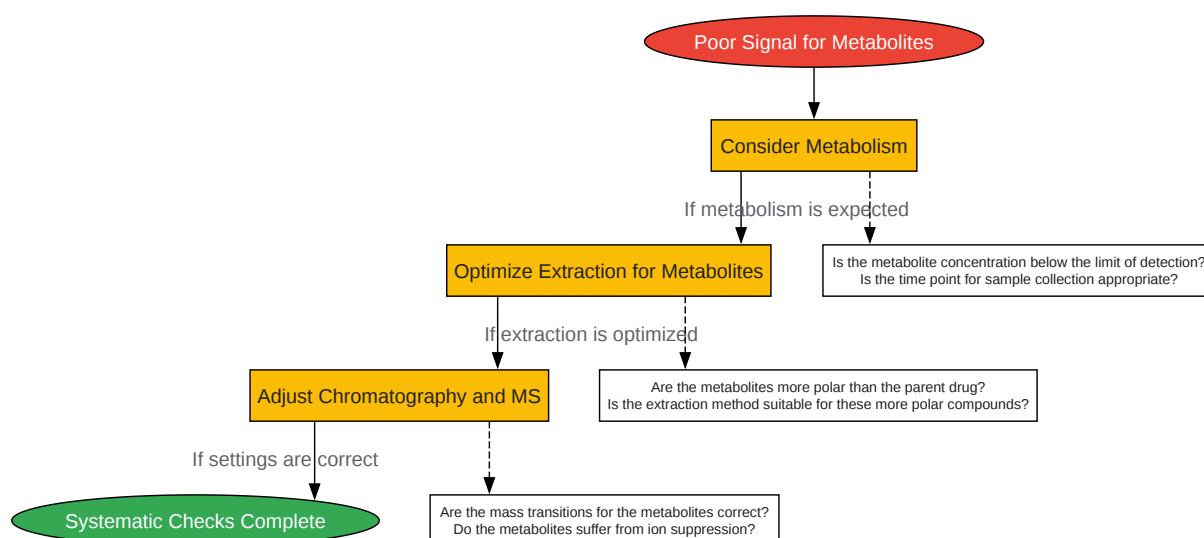 Poor Signal for Metabolites
Consider Metabolism
If metabolism is expected
Optimize Extraction for Metabolites
Is the metabolite concentration below the limit of detection?
Is the time point for sample collection appropriate?
If extraction is optimized
Adjust Chromatography and MS
Are the metabolites more polar than the parent drug?
Is the extraction method suitable for these more polar compounds?
If settings are correct
Systematic Checks Complete
Are the mass transitions for the metabolites correct?
Do the metabolites suffer from ion suppression?